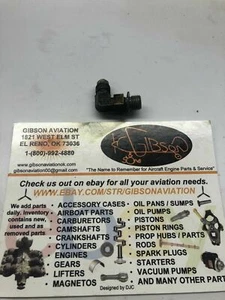 GIBSON AVIATION
1821 WEST ELM ST
EL RENO, OK 73036
1-(800)-992-4880
Gibson
www.gibsonaviationok.com
gibsonaviation00@gmail.com
"The Name to Remember for Aircraft Engine Parts & Service"
Check us out on ebay for all your aviation needs.
WWW.EBAY.COM/STR/GIBSONAVIATION
We add parts
daily. Inventory
contains new,
used and as
removed parts
• ACCESSORY CASES
• AIRBOAT PARTS
• CARBURETORS
• CAMSHAFTS
• CRANKSHAFTS
• CYLINDERS
• ENGINES
• GEARS
• LIFTERS
• MAGNETOS
• OIL PANS / SUMPS
• OIL PUMPS
• PISTONS
• PISTON RINGS
• PROP HUBS / PARTS
• RODS
• SPARK PLUGS
• STARTERS
• VACUUM PUMPS
AND MANY OTHER PARTS
Designed by DJC